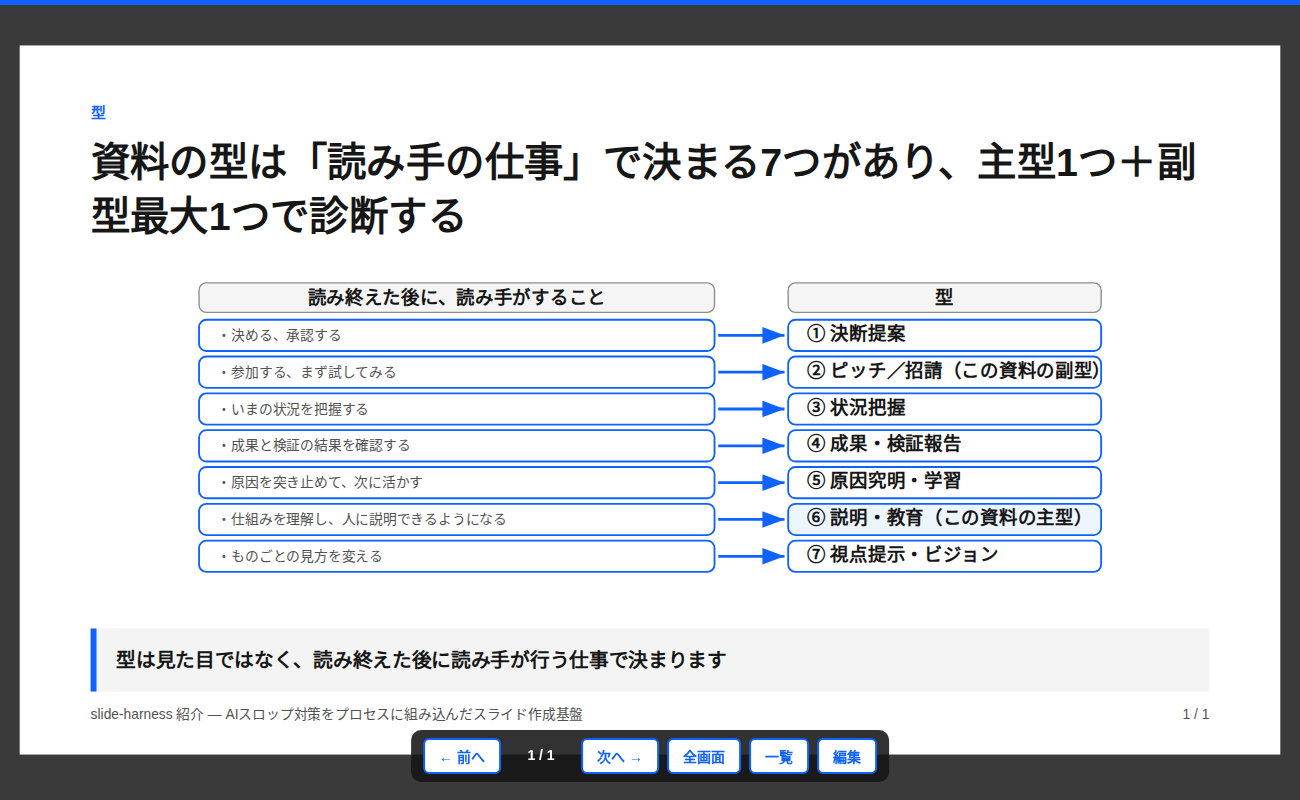 型
資料の型は「読み手の仕事」で決まる7つがあり、主型1つ＋副
型最大1つで診断する
読み終えた後に、読み手がすること
型
・決める、承認する
① 決断提案
・参加する、まず試してみる
② ピッチ／招請（この資料の副型）
・いまの状況を把握する
③ 状況把握
・成果と検証の結果を確認する
④ 成果・検証報告
・原因を突き止めて、次に活かす
⑤ 原因究明・学習
・仕組みを理解し、人に説明できるようになる
⑥ 説明・教育（この資料の主型）
・ものごとの見方を変える
⑦ 視点提示・ビジョン
型は見た目ではなく、読み終えた後に読み手が行う仕事で決まります
slide-harness 紹介 — AIスロップ対策をプロセスに組み込んだスライド作成基盤
1 / 1
← 前へ
1 / 1
次へ →
全画面
一覧
編集